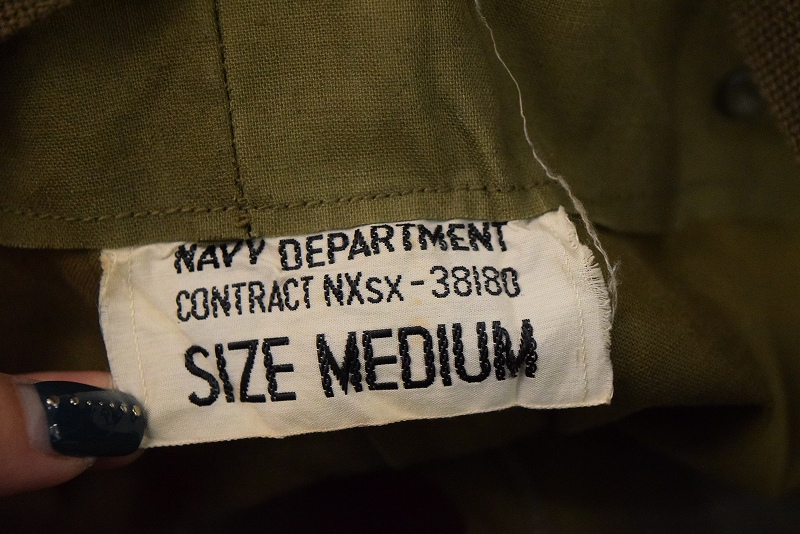 NAVY DEPARTMENT
CONTRACT NXsx-38180
SIZE MEDIUM